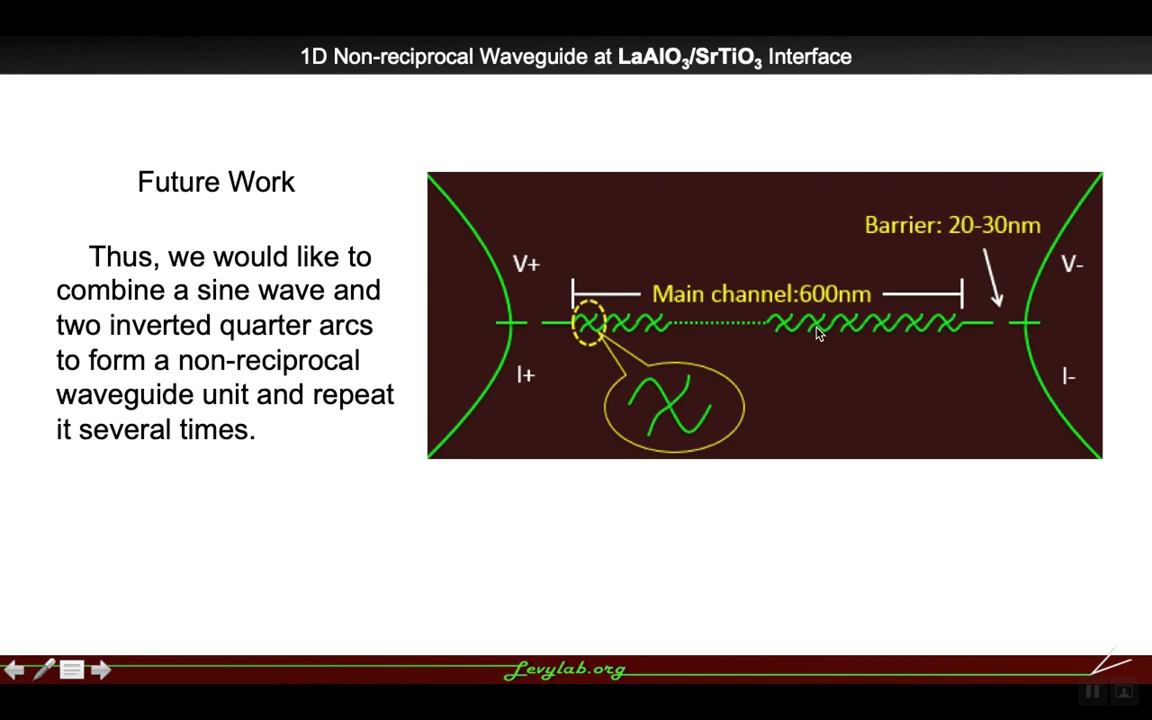 1D Non-reciprocal Waveguide at LaAlO₃/SrTiO₃ Interface
Future Work
Thus, we would like to
combine a sine wave and
two inverted quarter arcs
to form a non-reciprocal
waveguide unit and repeat
it several times.
Barrier: 20-30nm
V+
V-
Main channel:600nm
I+
I-
Levylab.org